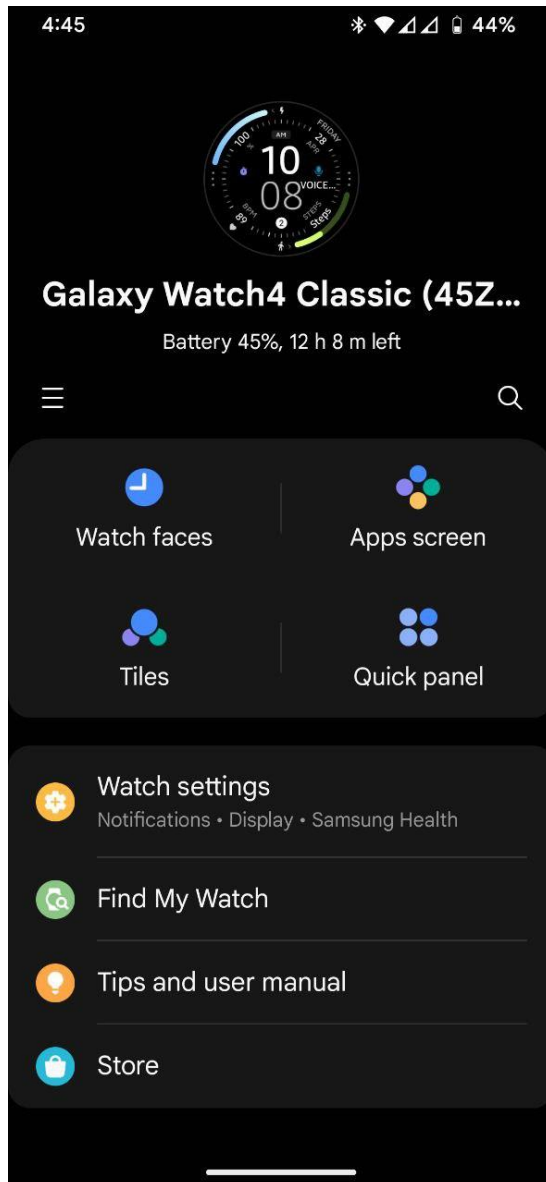 4:45 44%
FRIDAY
28
APR
100
%
AM
10
08
VOICE...
BPM
89
2
STEPS
Steps
Galaxy Watch4 Classic (45Z...
Battery 45%, 12 h 8 m left
Watch faces Apps screen
Tiles Quick panel
Watch settings
Notifications • Display • Samsung Health
Find My Watch
Tips and user manual
Store